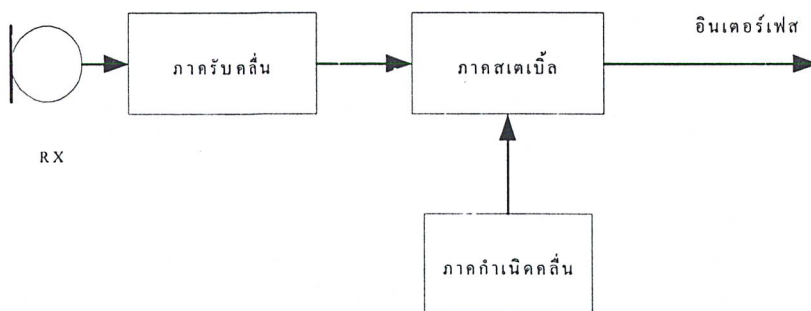 อินเตอร์เฟส
ภาครับคลื่น
ภาคสเตเบิ้ล
RX
ภาคกำเนิดคลื่น